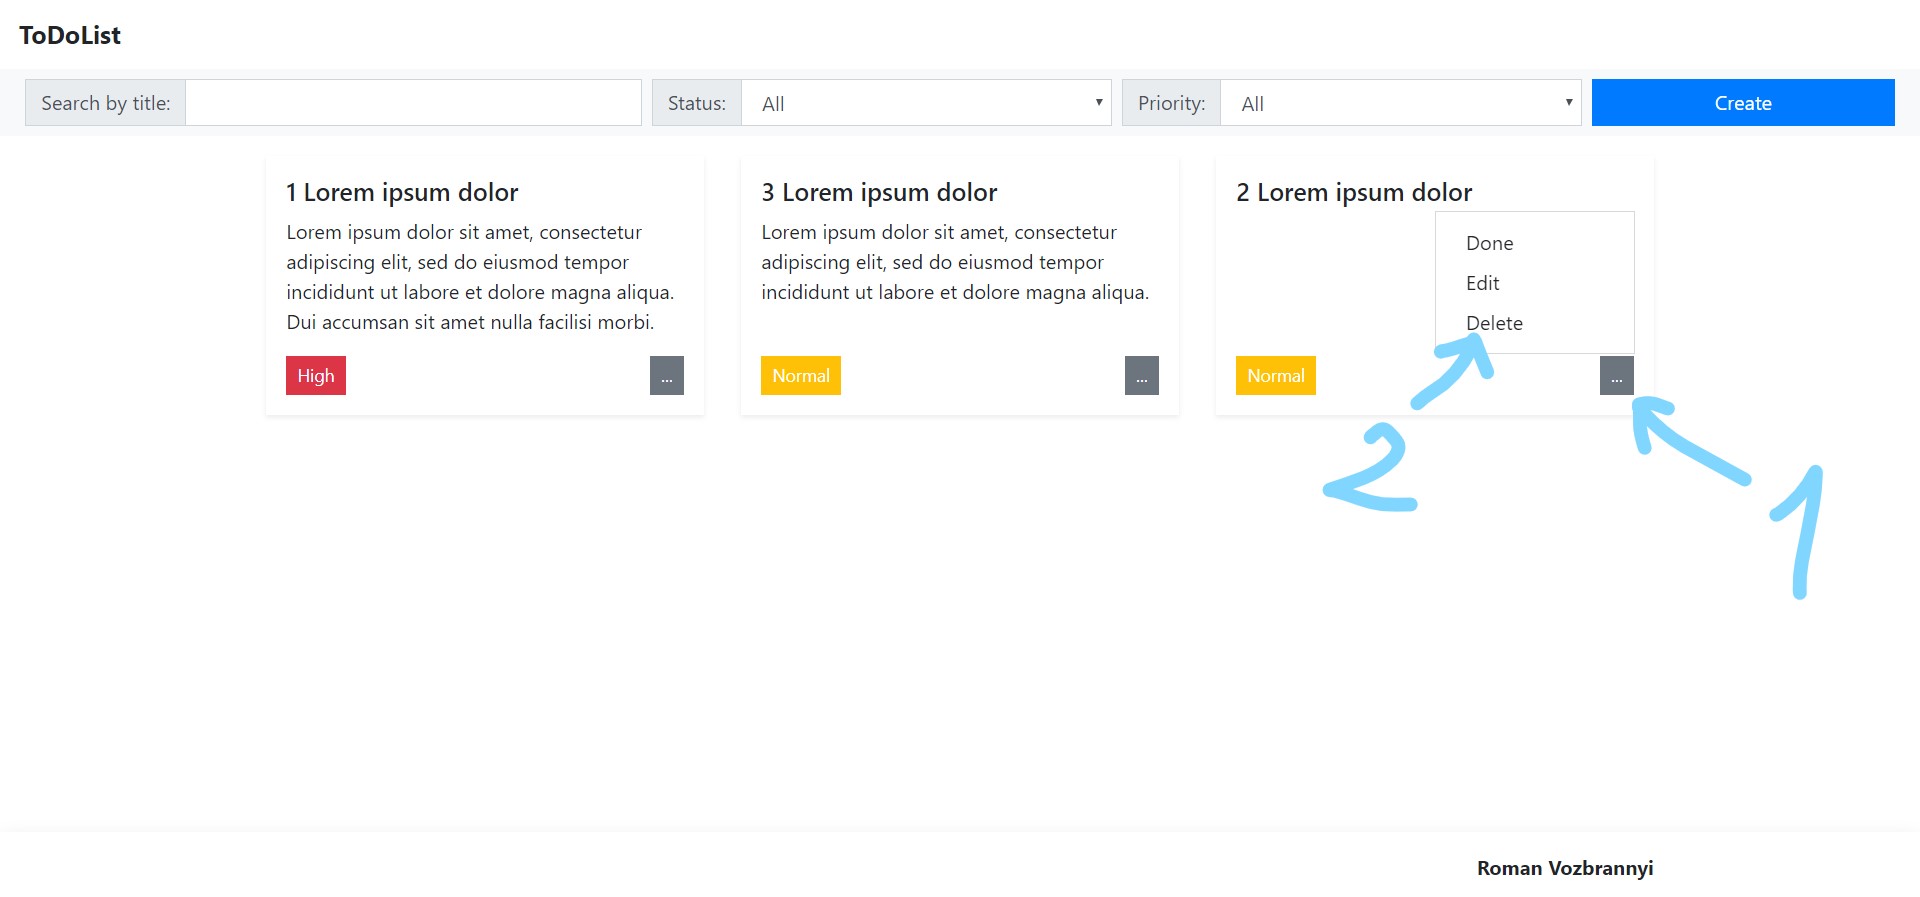 ToDoList
Search by title:
Status: All
Priority: All
Create
1 Lorem ipsum dolor
Lorem ipsum dolor sit amet, consectetur
adipiscing elit, sed do eiusmod tempor
incididunt ut labore et dolore magna aliqua.
Dui accumsan sit amet nulla facilisi morbi.
High
...
3 Lorem ipsum dolor
Lorem ipsum dolor sit amet, consectetur
adipiscing elit, sed do eiusmod tempor
incididunt ut labore et dolore magna aliqua.
Normal
...
2 Lorem ipsum dolor
Done
Edit
Delete
Normal
...
2
1
Roman Vozbrannyi